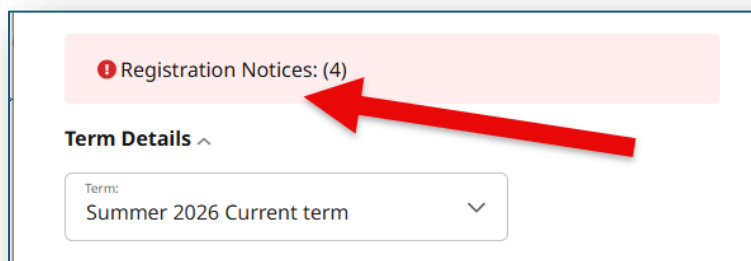 Registration Notices: (4)
Term Details
Term:
Summer 2026 Current term